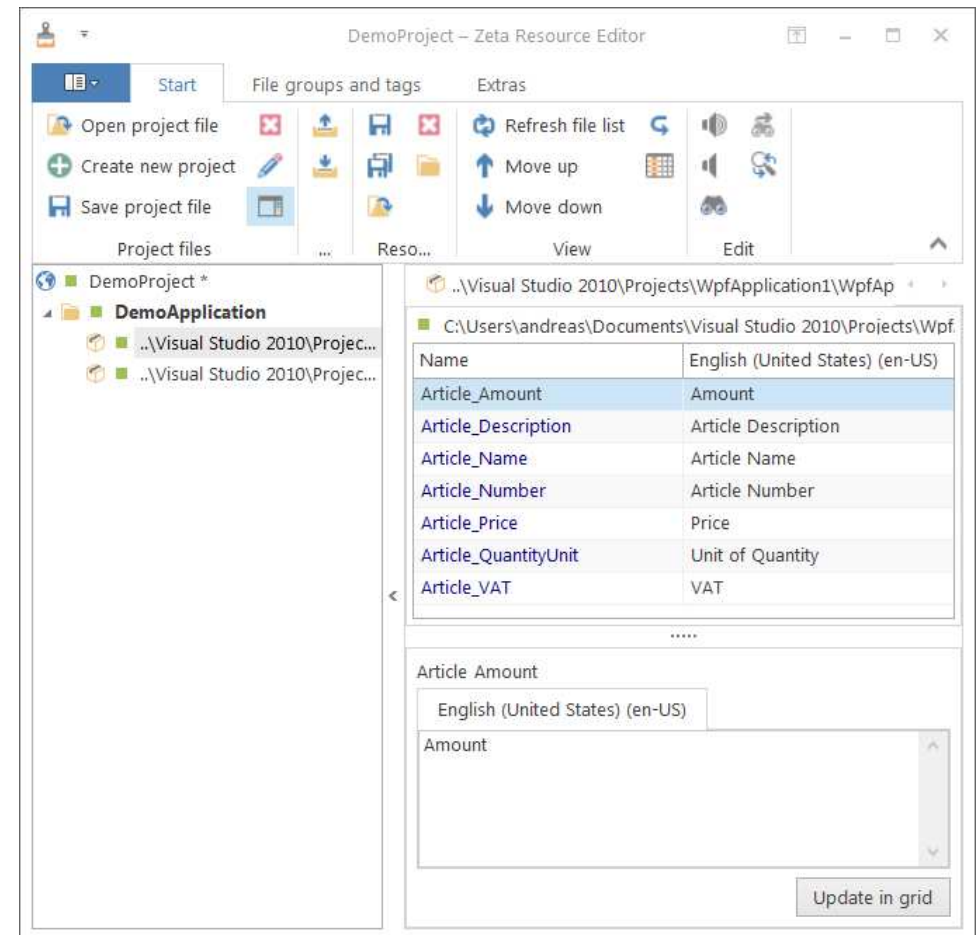 DemoProject – Zeta Resource Editor
Start File groups and tags Extras
Open project file Refresh file list
Create new project Move up
Save project file Move down
Project files ... Reso... View Edit
DemoProject *
DemoApplication
..\Visual Studio 2010\Projec...
..\Visual Studio 2010\Projec...
..\Visual Studio 2010\Projects\WpfApplication1\WpfAp
C:\Users\andreas\Documents\Visual Studio 2010\Projects\Wpf
Name English (United States) (en-US)
Article_Amount Amount
Article_Description Article Description
Article_Name Article Name
Article_Number Article Number
Article_Price Price
Article_QuantityUnit Unit of Quantity
Article_VAT VAT
Article Amount
English (United States) (en-US)
Amount
Update in grid